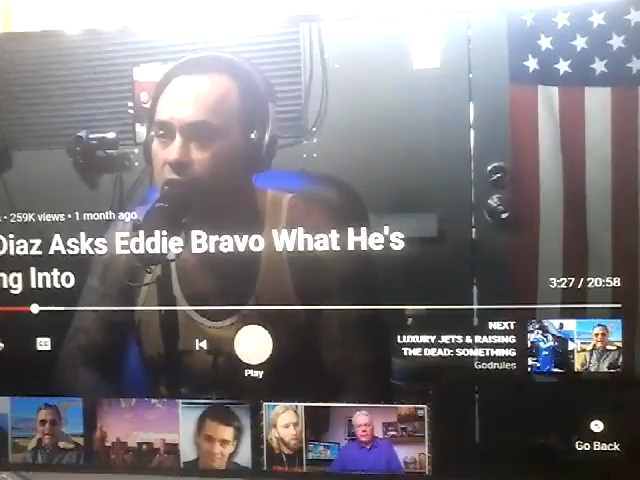 • 259K views • 1 month ago
Diaz Asks Eddie Bravo What He's
ng Into
3:27 / 20:58
CC
Play
NEXT
LUXURY JETS & RAISING
THE DEAD: SOMETHING
Godrules
Go Back